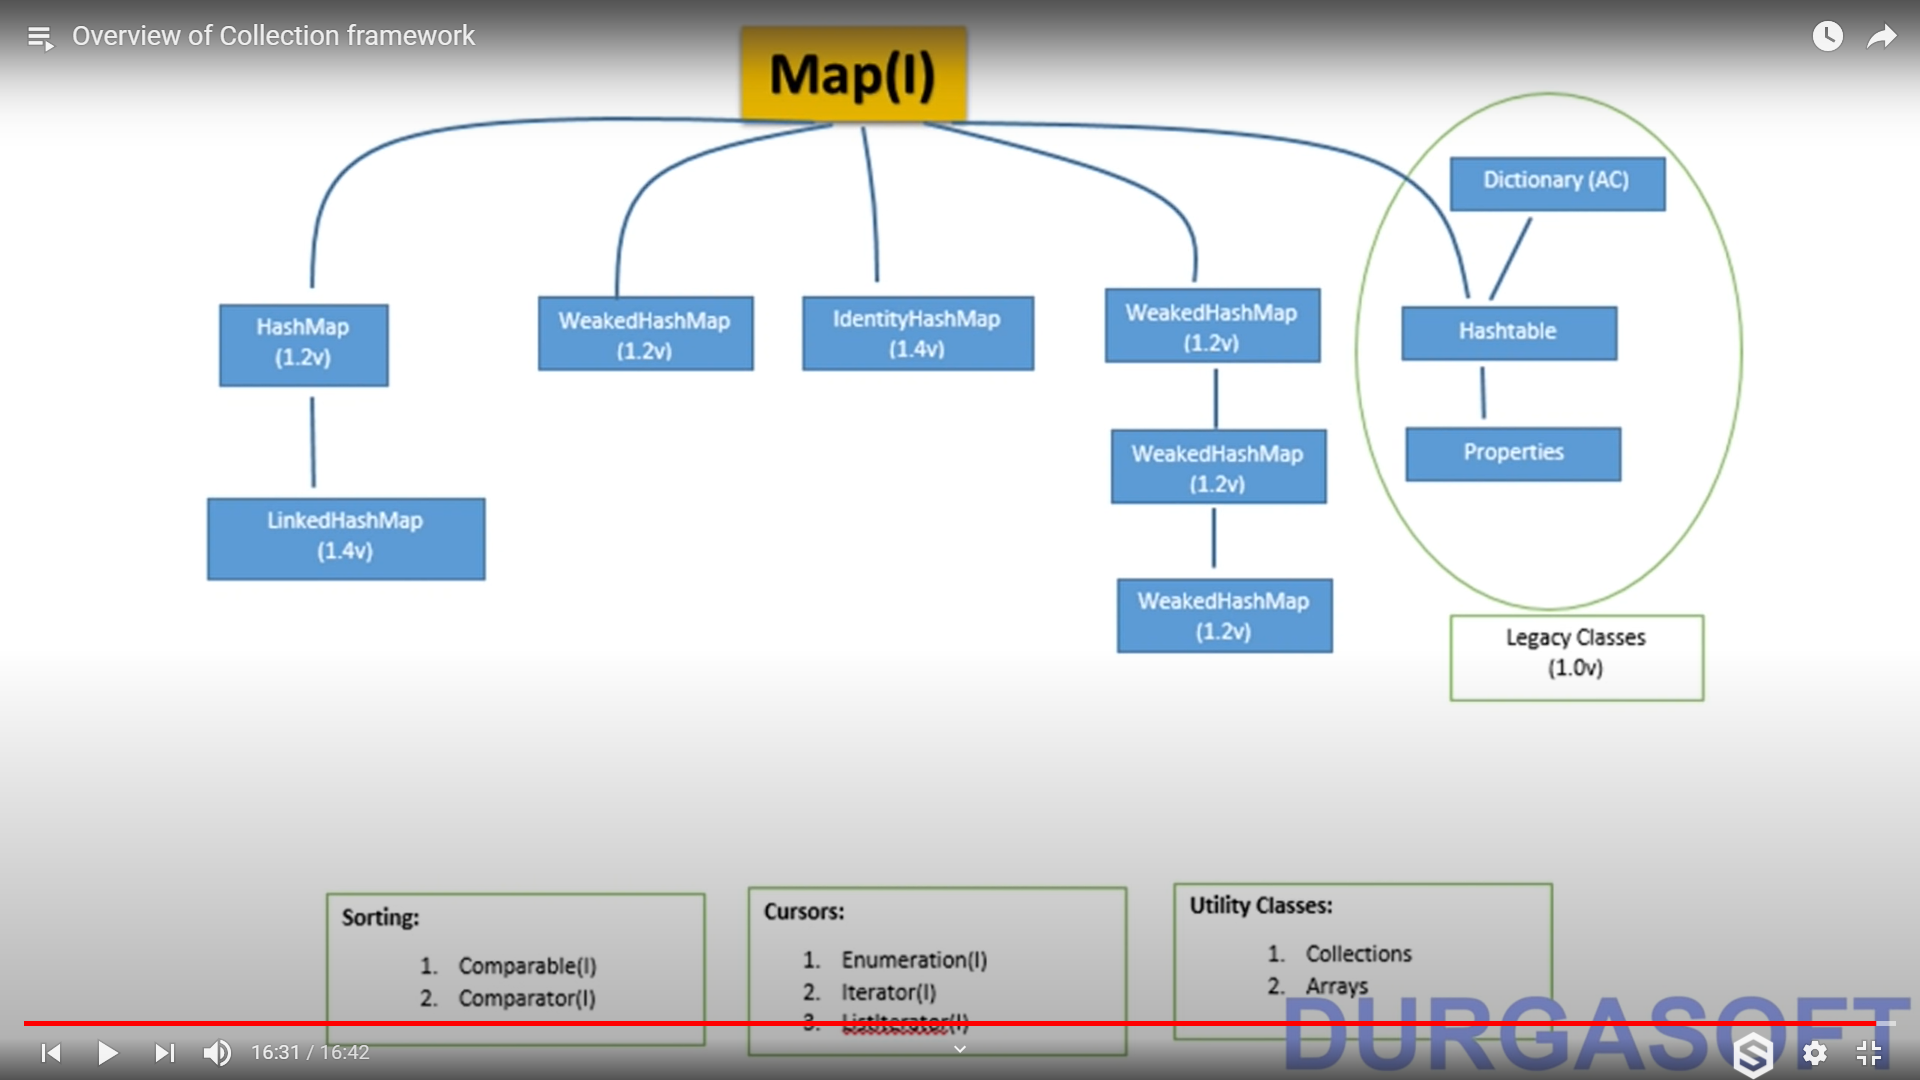 Overview of Collection framework
Map(I)
Dictionary (AC)
HashMap
(1.2v)
WeakedHashMap
(1.2v)
IdentityHashMap
(1.4v)
WeakedHashMap
(1.2v)
Hashtable
WeakedHashMap
(1.2v)
Properties
LinkedHashMap
(1.4v)
WeakedHashMap
(1.2v)
Legacy Classes
(1.0v)
Sorting:
1. Comparable(I)
2. Comparator(I)
Cursors:
1. Enumeration(I)
2. Iterator(I)
3. ListIterator(I)
Utility Classes:
1. Collections
2. Arrays
DURGASOFT
16:31 / 16:42